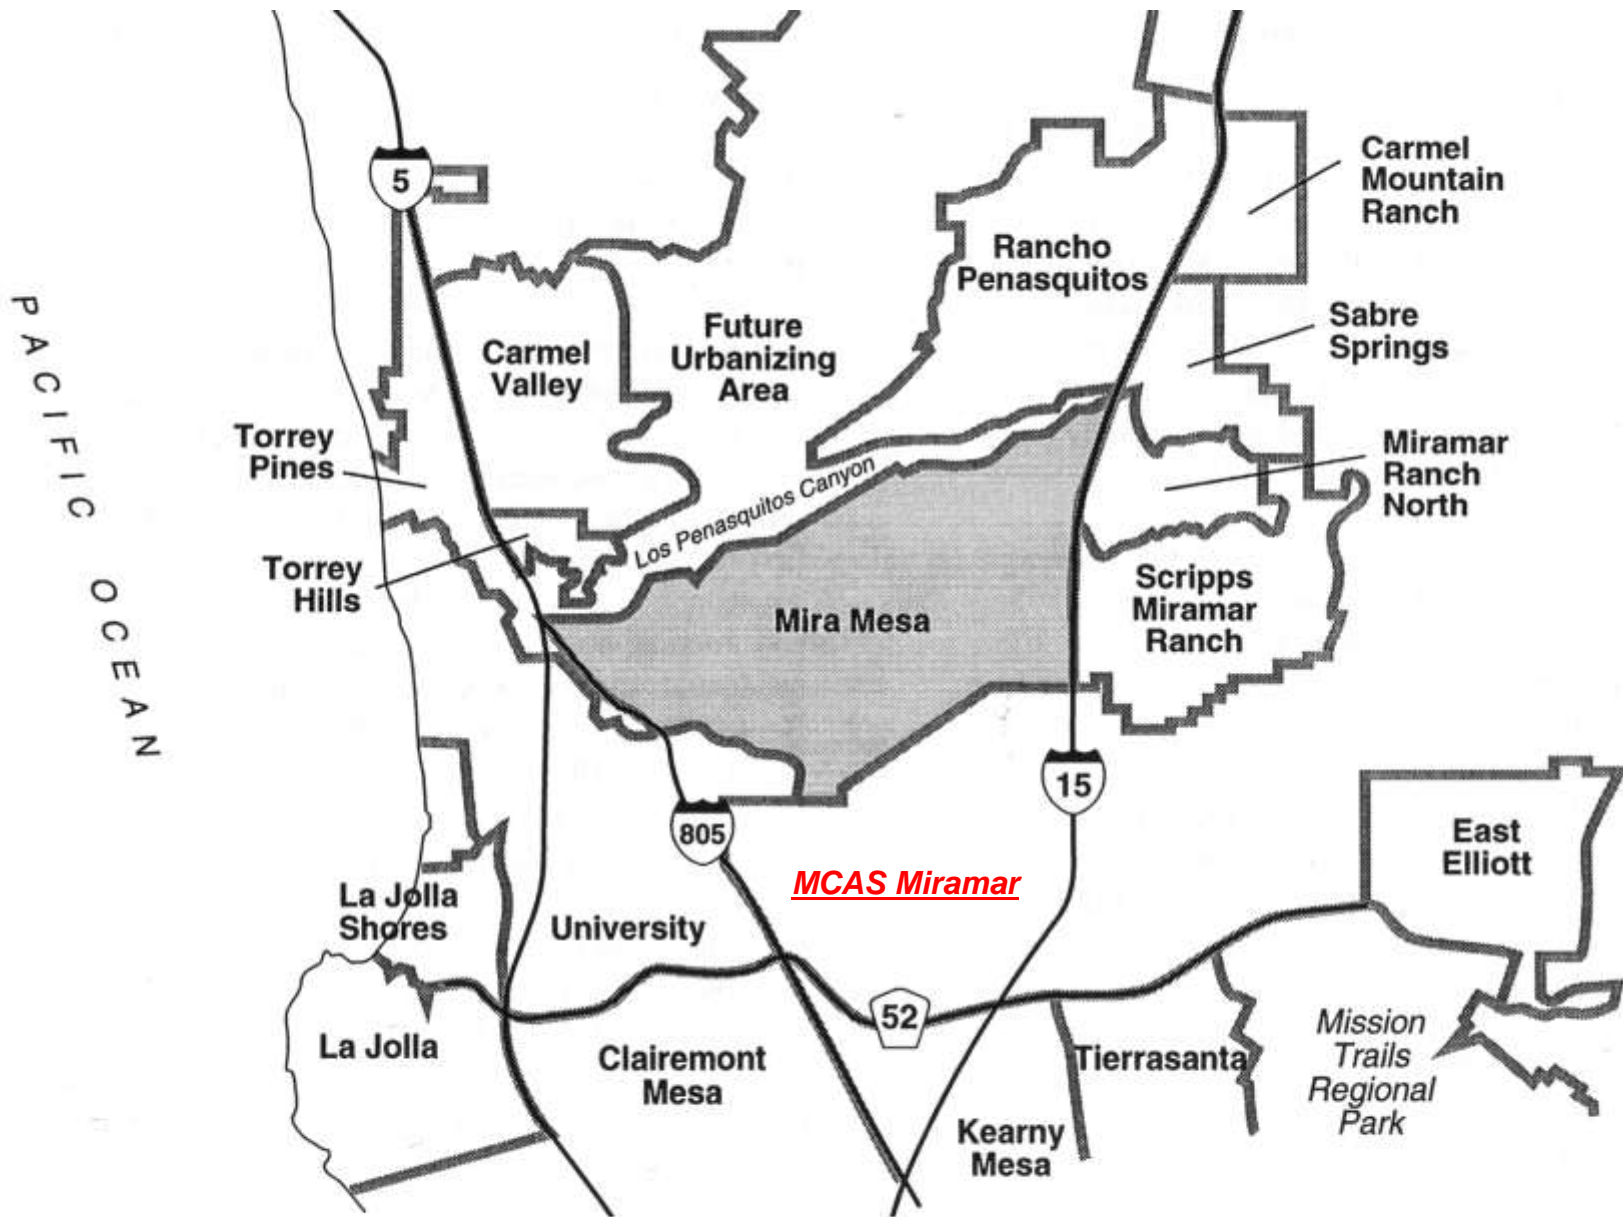 5
Carmel
Mountain
Ranch
Rancho
Penasquitos
PACIFIC OCEAN
Sabre
Springs
Future
Urbanizing
Area
Carmel
Valley
Torrey
Pines
Miramar
Ranch
North
Los Penasquitos Canyon
Torrey
Hills
Mira Mesa
Scripps
Miramar
Ranch
15
805
East
Elliott
MCAS Miramar
La Jolla
Shores
University
52
La Jolla
Clairemont
Mesa
Tierrasanta
Mission
Trails
Regional
Park
Kearny
Mesa